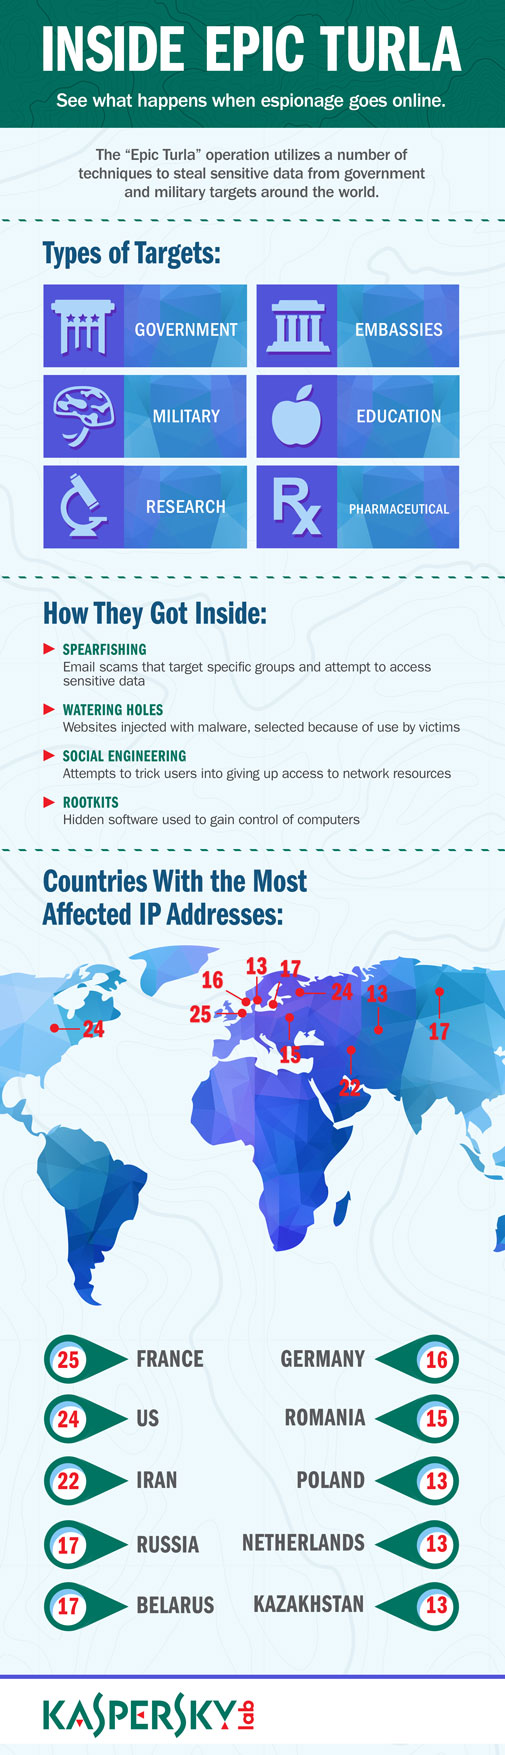 INSIDE EPIC TURLA
See what happens when espionage goes online.
The “Epic Turla” operation utilizes a number of
techniques to steal sensitive data from government
and military targets around the world.
Types of Targets:
GOVERNMENT
EMBASSIES
MILITARY
EDUCATION
RESEARCH
Rx
PHARMACEUTICAL
How They Got Inside:
SPEARFISHING
Email scams that target specific groups and attempt to access
sensitive data
WATERING HOLES
Websites injected with malware, selected because of use by victims
SOCIAL ENGINEERING
Attempts to trick users into giving up access to network resources
ROOTKITS
Hidden software used to gain control of computers
Countries With the Most
Affected IP Addresses:
16
13
17
24
13
25
24
15
17
22
25 FRANCE
GERMANY 16
24 US
ROMANIA 15
22 IRAN
POLAND 13
17 RUSSIA
NETHERLANDS 13
17 BELARUS
KAZAKHSTAN 13
KASPERSKY lab